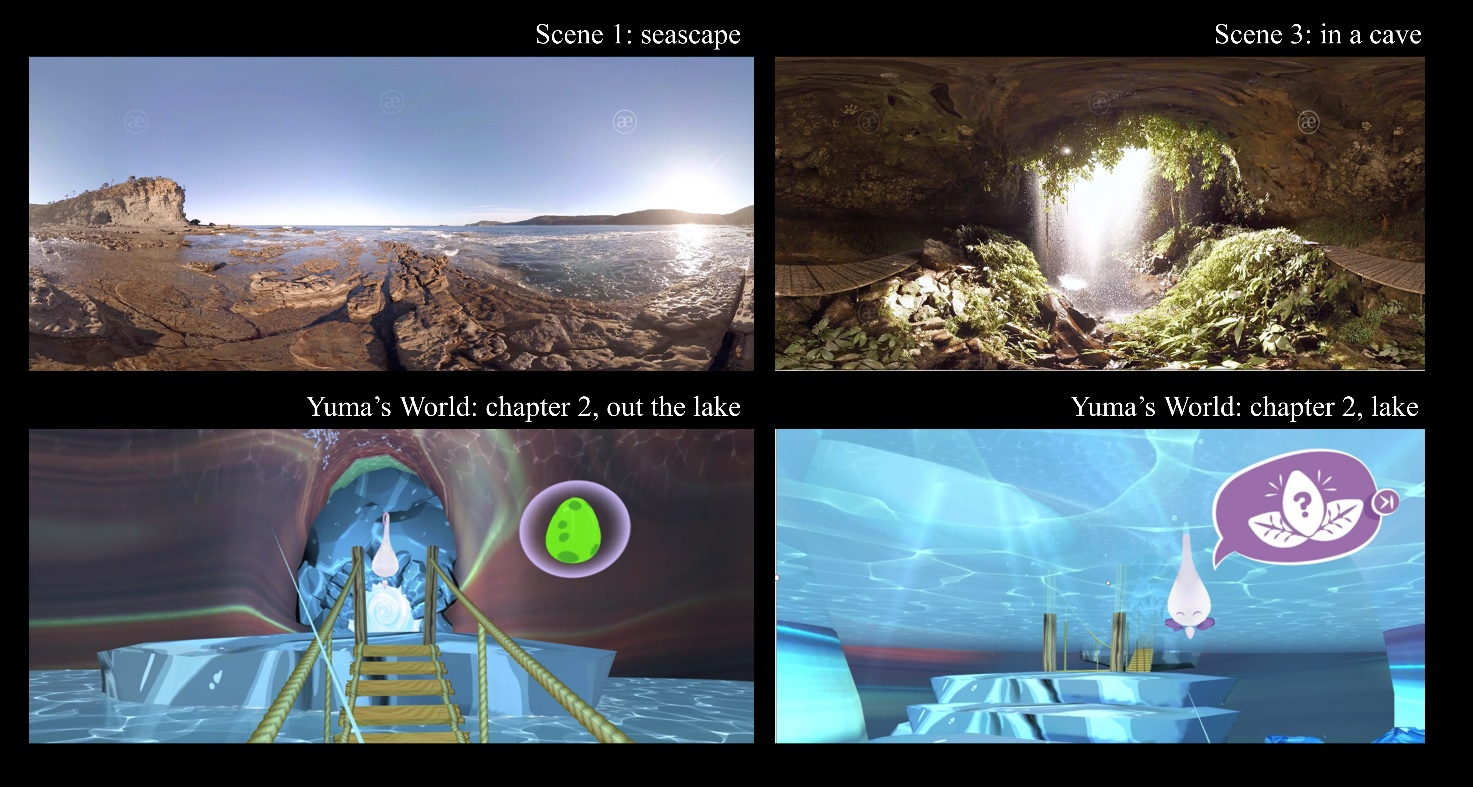 Scene 1: seascape
Scene 3: in a cave
æ
æ
æ
æ
æ
æ
Yuma’s World: chapter 2, out the lake
Yuma’s World: chapter 2, lake
?